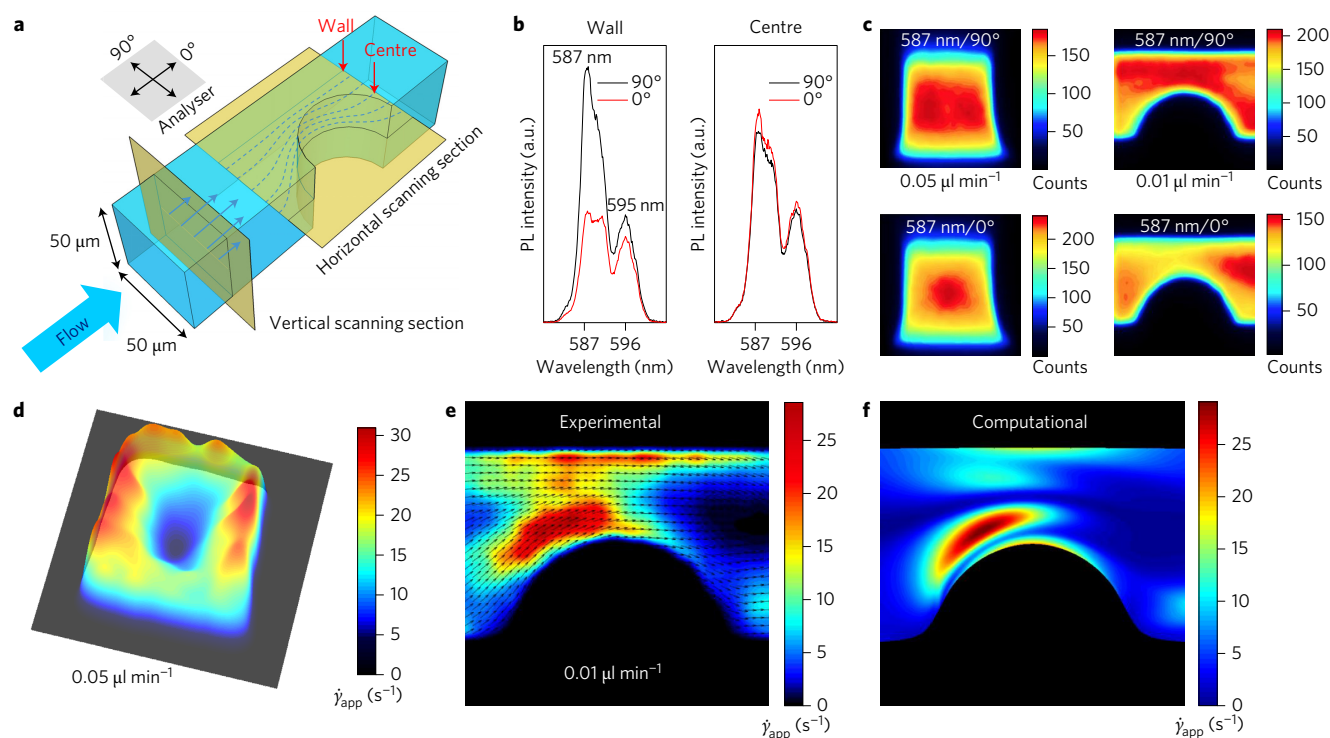 a
Wall
Centre
90°
0°
Analyser
Horizontal scanning section
50 µm
50 µm
Flow
Vertical scanning section
b
Wall
Centre
587 nm
90°
0°
595 nm
90°
0°
PL intensity (a.u.)
PL intensity (a.u.)
587
596
587
596
Wavelength (nm)
Wavelength (nm)
c
587 nm/90°
150
100
50
0.05 µl min⁻¹
Counts
587 nm/90°
200
150
100
50
0.01 µl min⁻¹
Counts
587 nm/0°
200
150
100
50
Counts
587 nm/0°
150
100
50
Counts
d
30
25
20
15
10
5
0
0.05 µl min⁻¹
γ̇app (s⁻¹)
e
Experimental
25
20
15
10
5
0
0.01 µl min⁻¹
γ̇app (s⁻¹)
f
Computational
25
20
15
10
5
0
γ̇app (s⁻¹)